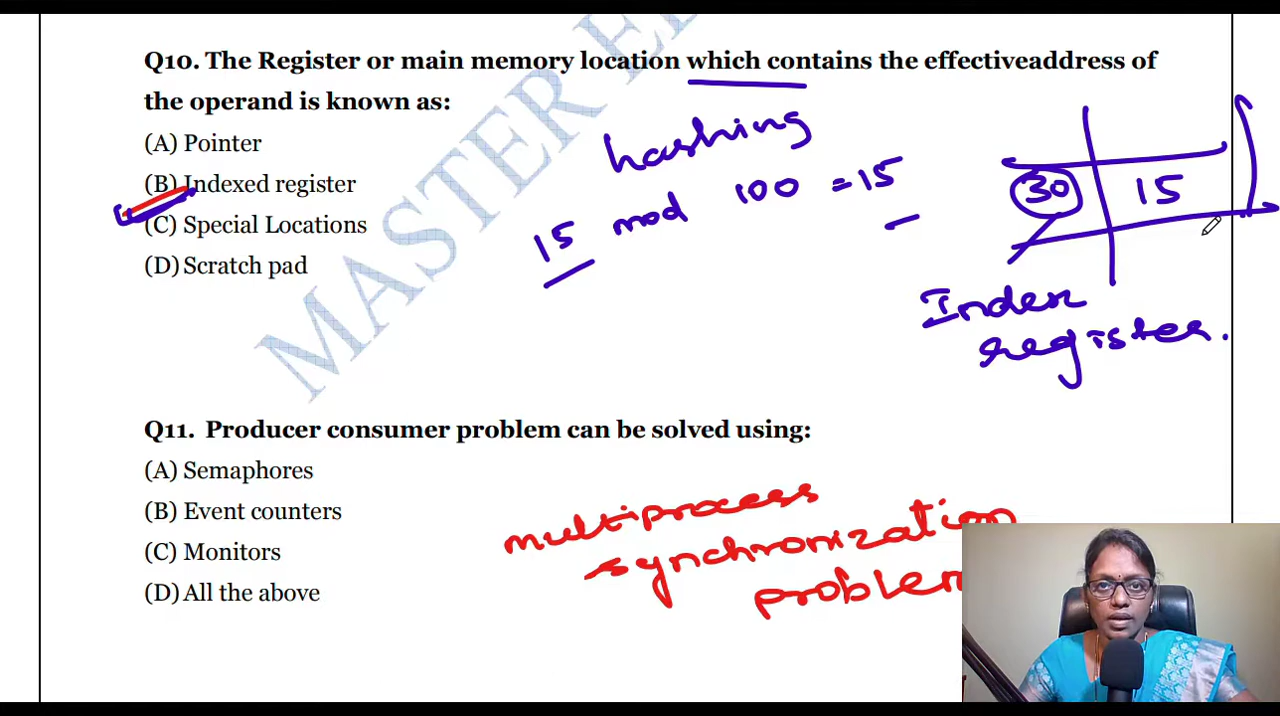 Q10. The Register or main memory location which contains the effectiveaddress of
the operand is known as:
(A) Pointer
(B) Indexed register
(C) Special Locations
(D) Scratch pad
hashing
15 mod 100 = 15
30 15
Index
register.
MASTER
Q11. Producer consumer problem can be solved using:
(A) Semaphores
(B) Event counters
(C) Monitors
(D) All the above
multiprocess
synchronization
problem